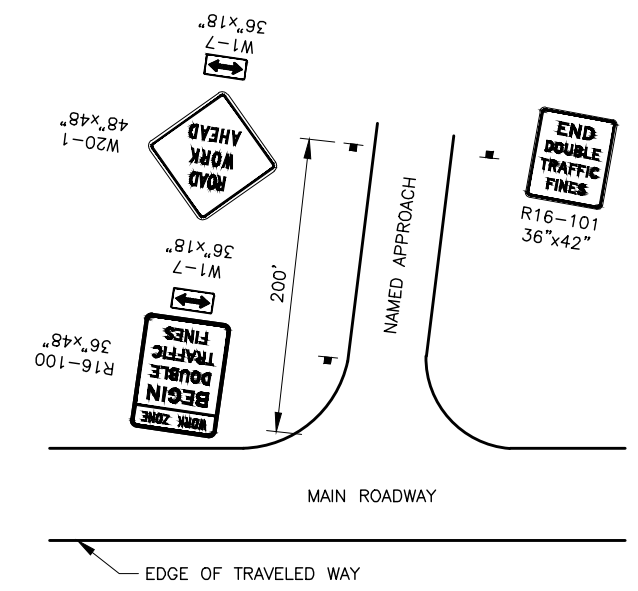 W1-7
36"x18"
ROAD
WORK
AHEAD
W20-1
48"x48"
W1-7
36"x18"
WORK ZONE
BEGIN
DOUBLE
TRAFFIC
FINES
R16-100
36"x48"
200'
NAMED APPROACH
END
DOUBLE
TRAFFIC
FINES
R16-101
36"x42"
MAIN ROADWAY
EDGE OF TRAVELED WAY